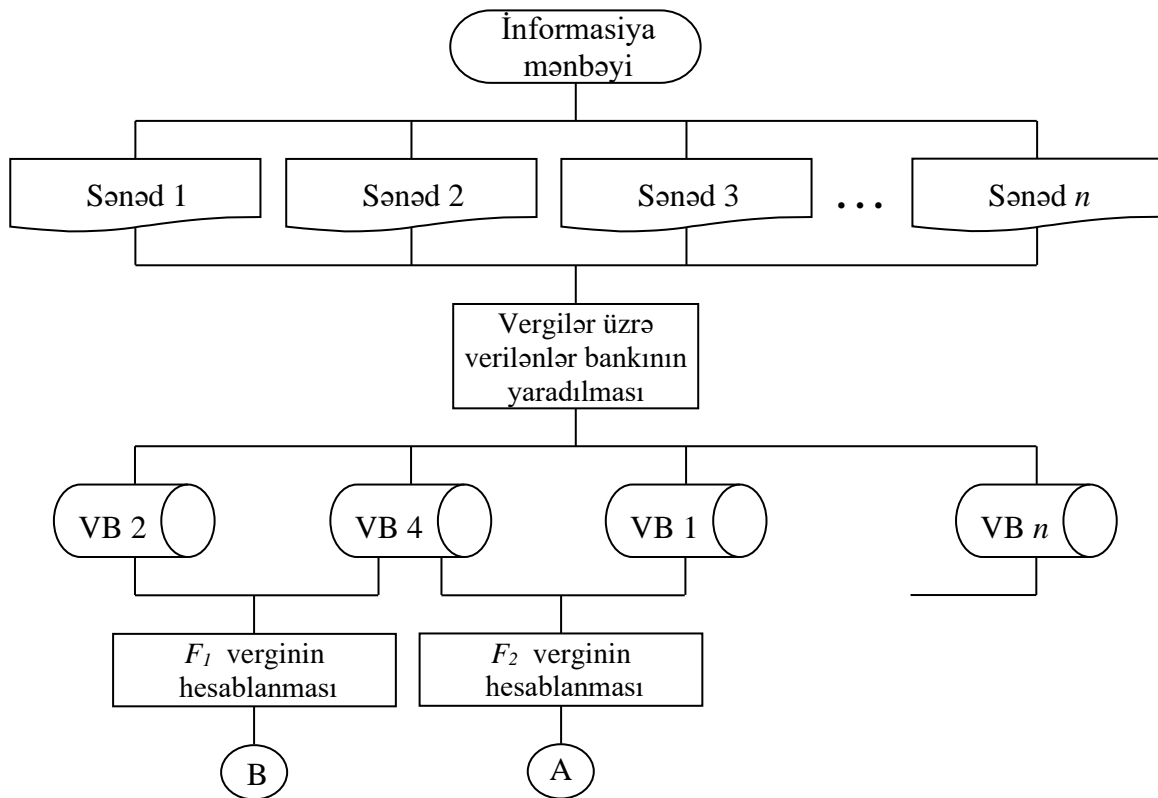 İnformasiya
mənbəyi
Sənəd 1
Sənəd 2
Sənəd 3
...
Sənəd n
Vergilər üzrə
verilənlər bankının
yaradılması
VB 2
VB 4
VB 1
VB n
F1 verginin
hesablanması
F2 verginin
hesablanması
B
A